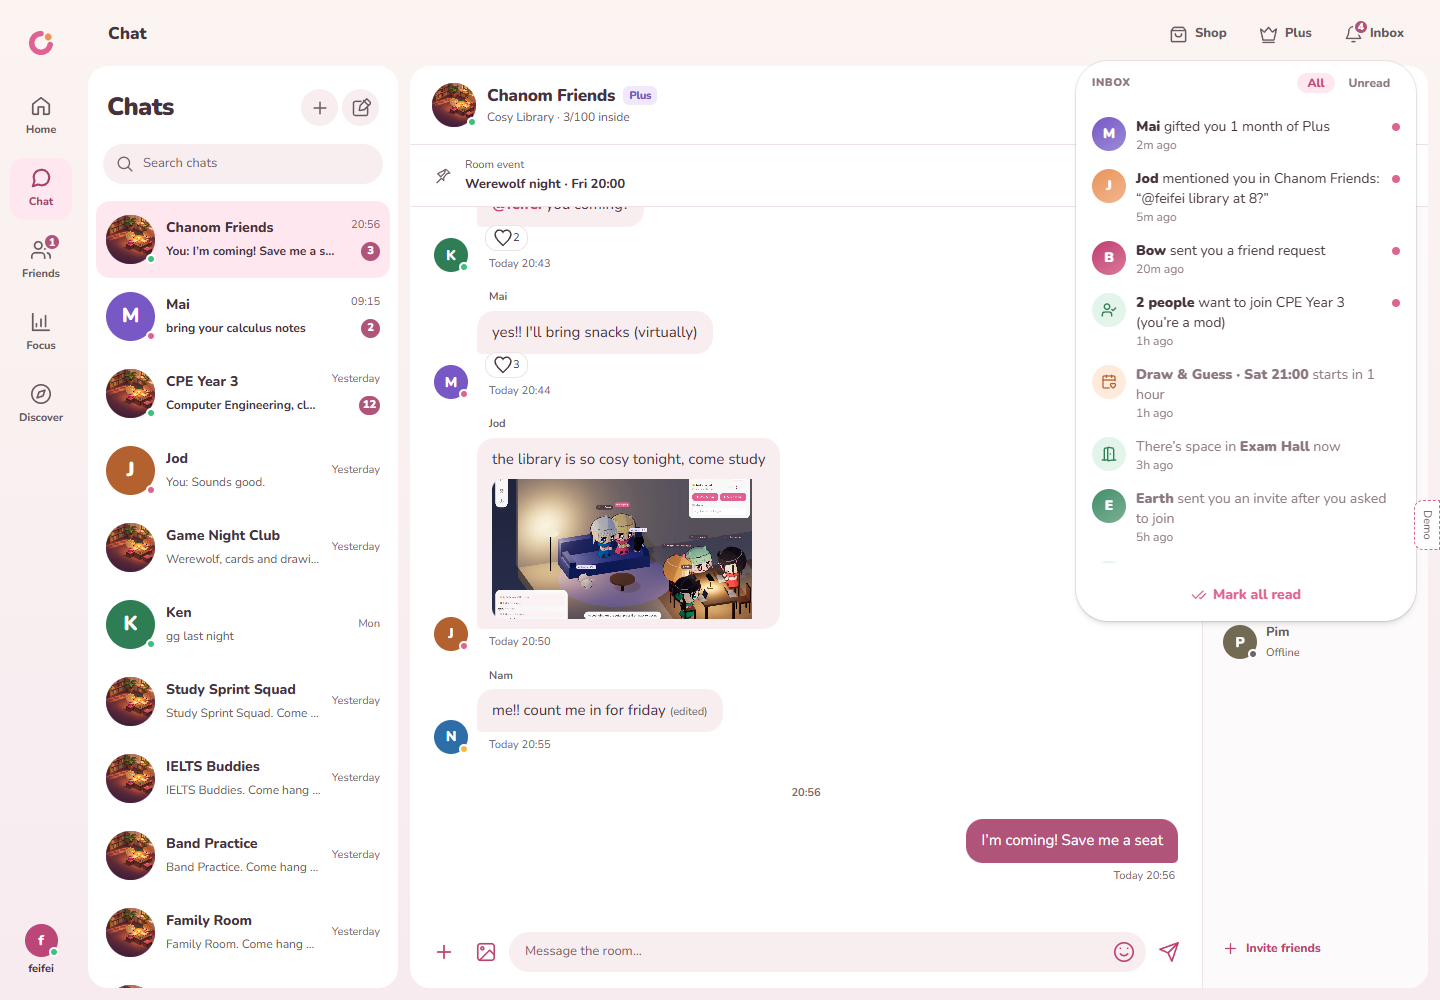 Chat
Shop
Plus
4
Inbox
Home
Chat
1
Friends
Focus
Discover
f
feifei
Chats
Search chats
Chanom Friends
20:56
You: I'm coming! Save me a s...
3
M
Mai
09:15
bring your calculus notes
2
CPE Year 3
Yesterday
Computer Engineering, cl...
12
J
Jod
Yesterday
You: Sounds good.
Game Night Club
Yesterday
Werewolf, cards and drawi...
K
Ken
Mon
gg last night
Study Sprint Squad
Yesterday
Study Sprint Squad. Come ...
IELTS Buddies
Yesterday
IELTS Buddies. Come hang ...
Band Practice
Yesterday
Band Practice. Come hang ...
Family Room
Yesterday
Family Room. Come hang ...
Chanom Friends Plus
Cosy Library · 3/100 inside
Room event
Werewolf night · Fri 20:00
@feifei you coming?
2
K
Today 20:43
Mai
yes!! I'll bring snacks (virtually)
3
M
Today 20:44
Jod
the library is so cosy tonight, come study
J
Today 20:50
Nam
me!! count me in for friday (edited)
N
Today 20:55
20:56
I'm coming! Save me a seat
Today 20:56
Message the room...
INBOX
All
Unread
M
Mai gifted you 1 month of Plus
2m ago
J
Jod mentioned you in Chanom Friends:
“@feifei library at 8?”
5m ago
B
Bow sent you a friend request
20m ago
2 people want to join CPE Year 3
(you're a mod)
1h ago
Draw & Guess · Sat 21:00 starts in 1
hour
1h ago
There's space in Exam Hall now
3h ago
E
Earth sent you an invite after you asked
to join
5h ago
Mark all read
Demo
P
Pim
Offline
Invite friends